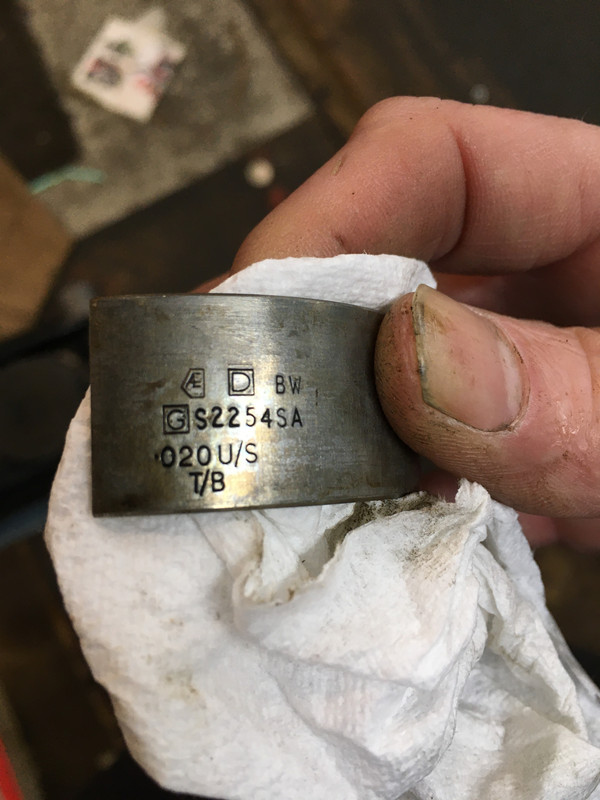 Æ D BW
G S2254SA
.020 U/S
T/B